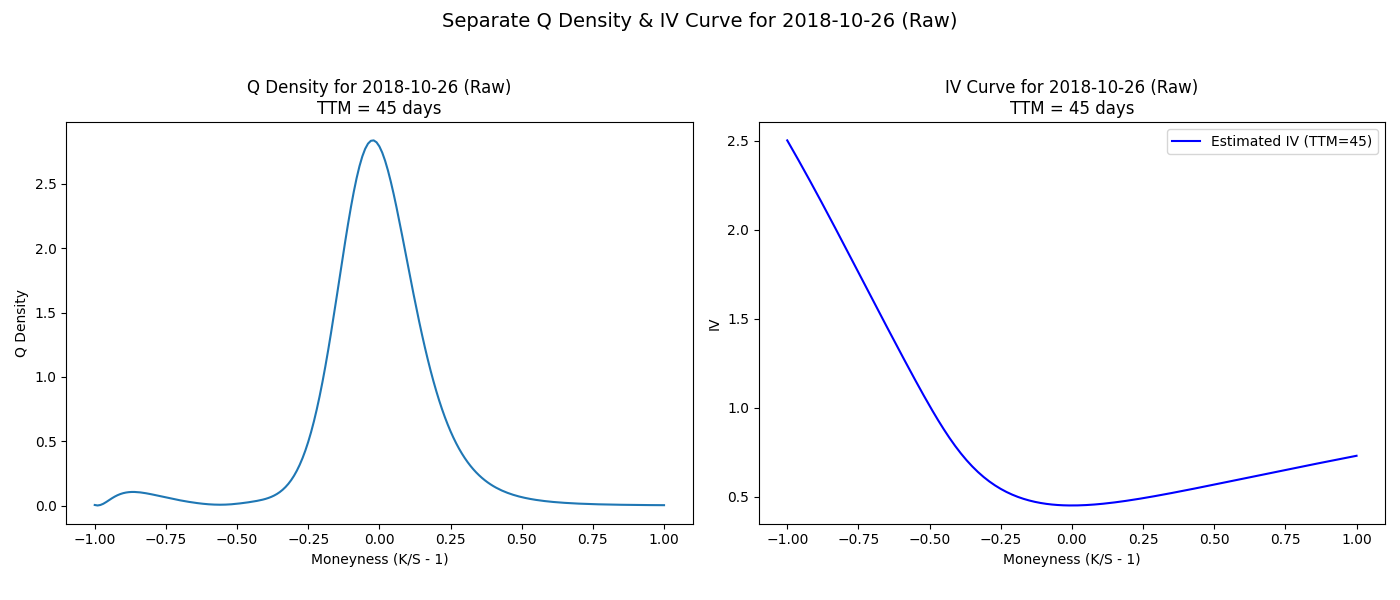 Separate Q Density & IV Curve for 2018-10-26 (Raw)
Q Density for 2018-10-26 (Raw)
TTM = 45 days
Q Density
2.5
2.0
1.5
1.0
0.5
0.0
−1.00 −0.75 −0.50 −0.25 0.00 0.25 0.50 0.75 1.00
Moneyness (K/S - 1)
IV Curve for 2018-10-26 (Raw)
TTM = 45 days
Estimated IV (TTM=45)
IV
2.5
2.0
1.5
1.0
0.5
−1.00 −0.75 −0.50 −0.25 0.00 0.25 0.50 0.75 1.00
Moneyness (K/S - 1)